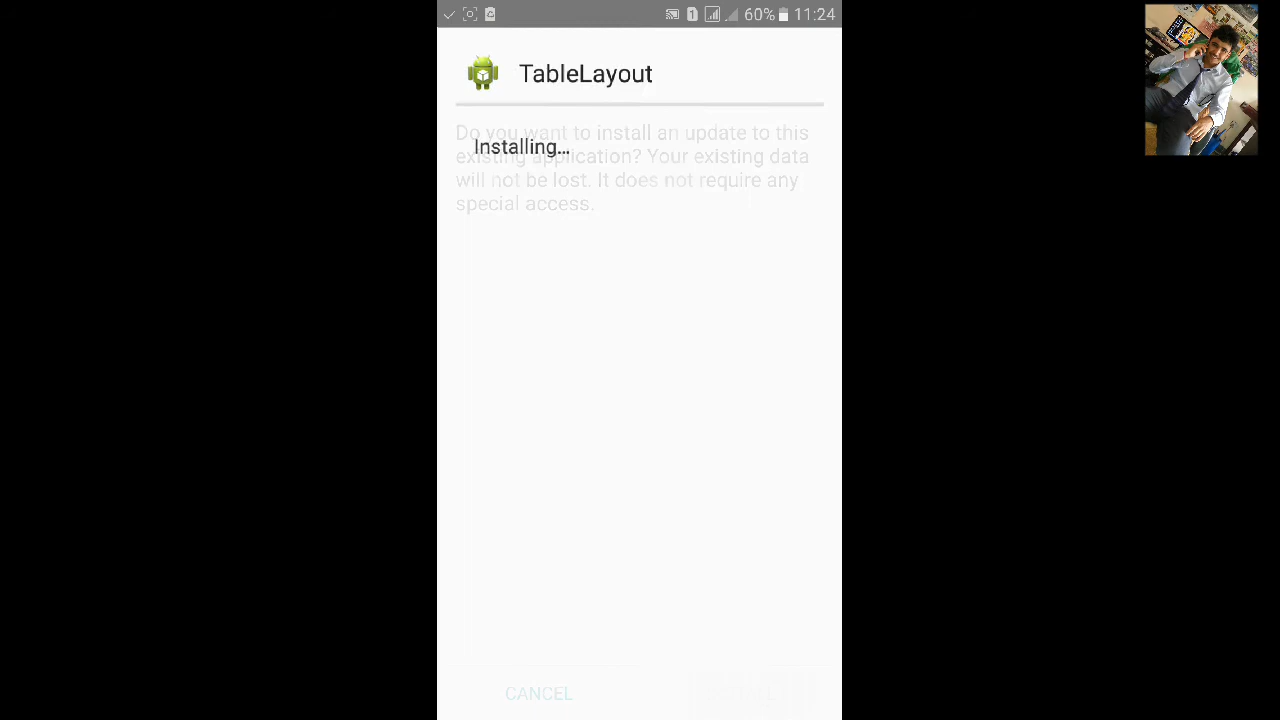 1 60% 11:24
TableLayout
Do you want to install an update to this
Installing...
existing application? Your existing data
will not be lost. It does not require any
special access.
CANCEL